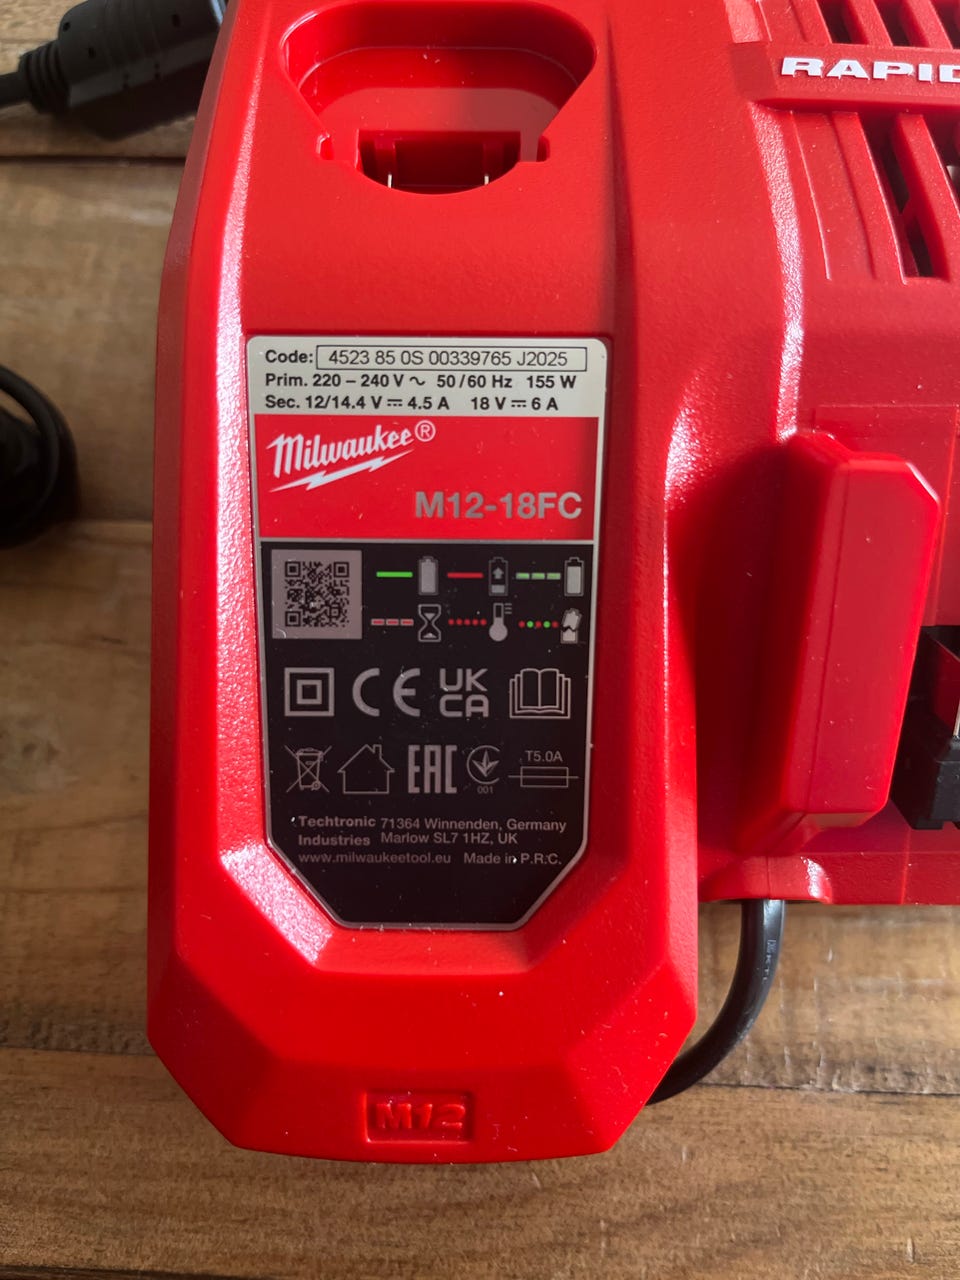 RAPID
Code: 4523 85 0S 00339765 J2025
Prim. 220 – 240 V ~ 50/60 Hz 155 W
Sec. 12/14.4 V ⎓ 4.5 A 18 V ⎓ 6 A
Milwaukee®
M12-18FC
CE UK CA
EAC 001 T5.0A
Techtronic Industries
71364 Winnenden, Germany
Marlow SL7 1HZ, UK
www.milwaukeetool.eu Made in P.R.C.
M12